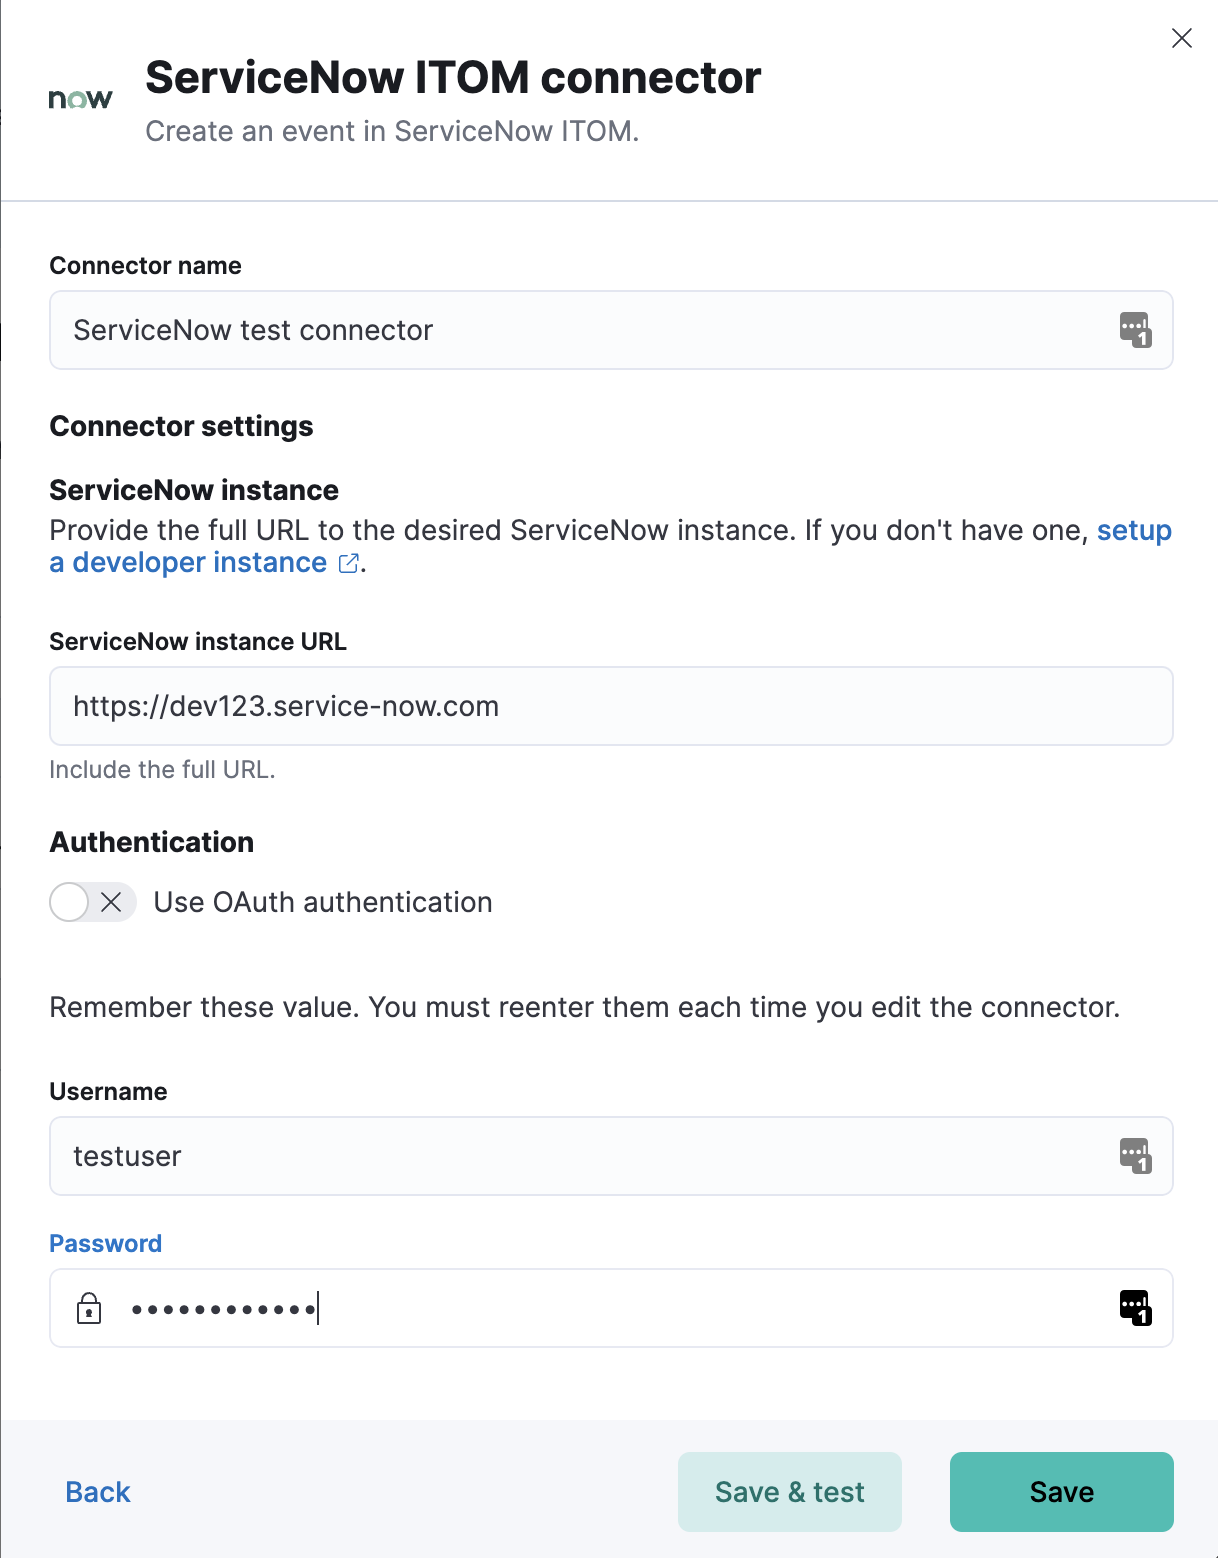 now
ServiceNow ITOM connector
Create an event in ServiceNow ITOM.
Connector name
ServiceNow test connector
1
Connector settings
ServiceNow instance
Provide the full URL to the desired ServiceNow instance. If you don't have one, setup
a developer instance.
ServiceNow instance URL
https://dev123.service-now.com
Include the full URL.
Authentication
Use OAuth authentication
Remember these value. You must reenter them each time you edit the connector.
Username
testuser
1
Password
••••••••••••
1
Back
Save & test
Save